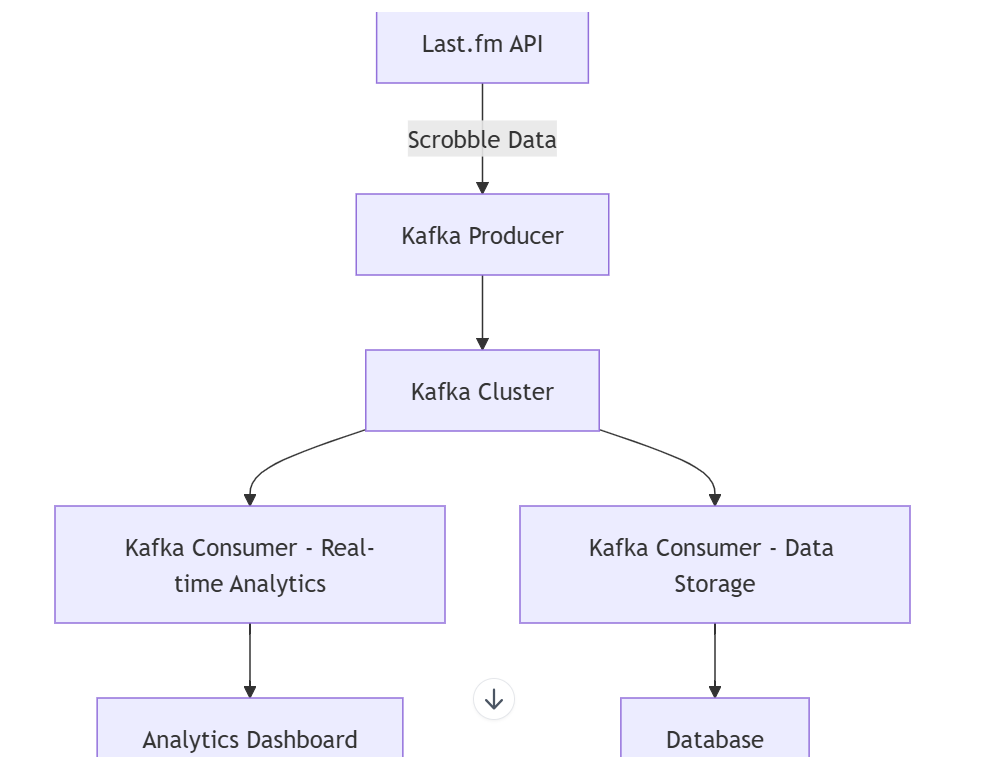 Last.fm API
Scrobble Data
Kafka Producer
Kafka Cluster
Kafka Consumer - Real-
time Analytics
Kafka Consumer - Data
Storage
Analytics Dashboard
Database